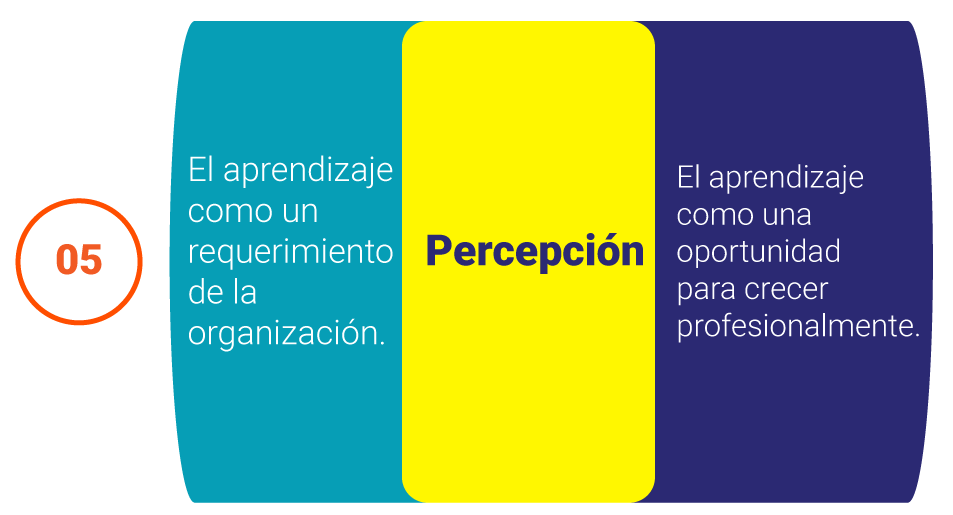 05
El aprendizaje
como un
requerimiento
de la
organización.
Percepción
El aprendizaje
como una
oportunidad
para crecer
profesionalmente.